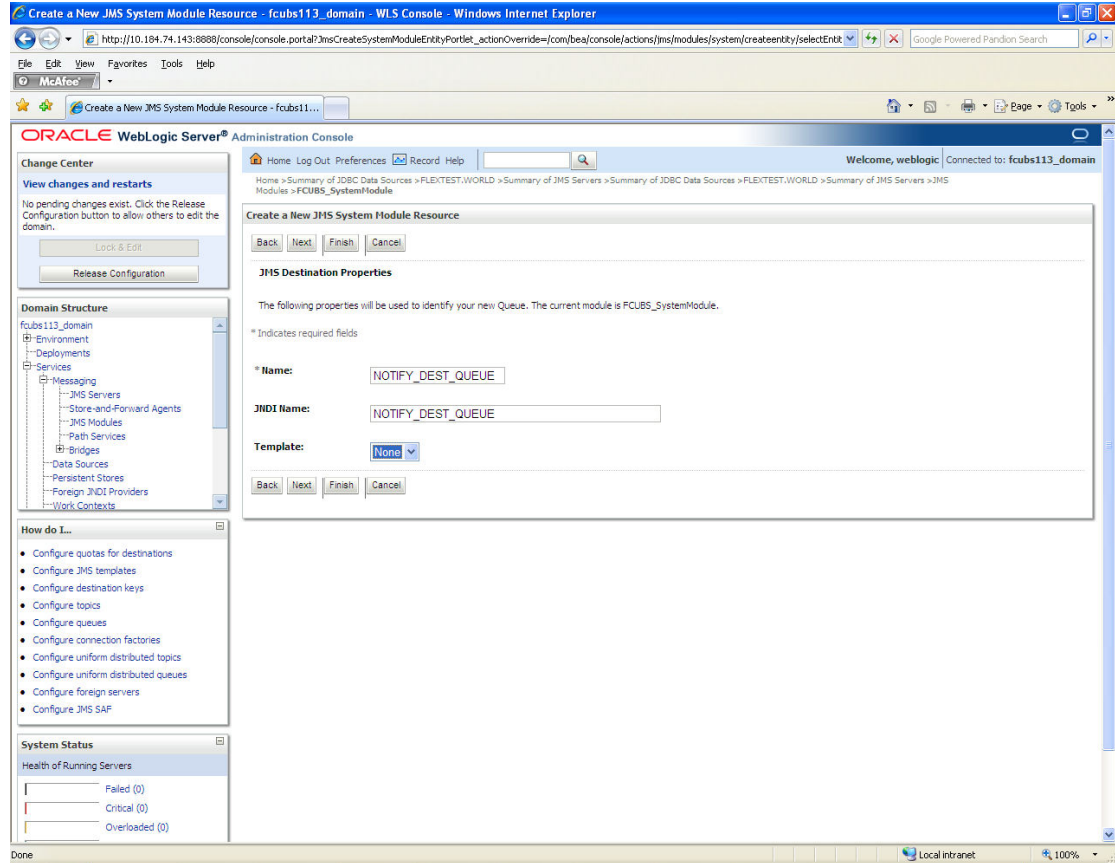 Create a New JMS System Module Resource - fcubs113_domain - WLS Console - Windows Internet Explorer
http://10.184.74.143:8888/console/console.portal?JmsCreateSystemModuleEntityPortlet_actionOverride=/com/bea/console/actions/jms/modules/system/createentity/selectEntit
Google Powered Pandion Search
File Edit View Favorites Tools Help
McAfee
Create a New JMS System Module Resource - fcubs11...
Page Tools
ORACLE WebLogic Server® Administration Console
Change Center
View changes and restarts
No pending changes exist. Click the Release
Configuration button to allow others to edit the
domain.
Lock & Edit
Release Configuration
Domain Structure
fcubs113_domain
Environment
Deployments
Services
Messaging
JMS Servers
Store-and-Forward Agents
JMS Modules
Path Services
Bridges
Data Sources
Persistent Stores
Foreign JNDI Providers
Work Contexts
How do I...
Configure quotas for destinations
Configure JMS templates
Configure destination keys
Configure topics
Configure queues
Configure connection factories
Configure uniform distributed topics
Configure uniform distributed queues
Configure foreign servers
Configure JMS SAF
System Status
Health of Running Servers
Failed (0)
Critical (0)
Overloaded (0)
Home Log Out Preferences Record Help
Welcome, weblogic Connected to: fcubs113_domain
Home >Summary of JDBC Data Sources >FLEXTEST.WORLD >Summary of JMS Servers >Summary of JDBC Data Sources >FLEXTEST.WORLD >Summary of JMS Servers >JMS
Modules >FCUBS_SystemModule
Create a New JMS System Module Resource
Back Next Finish Cancel
JMS Destination Properties
The following properties will be used to identify your new Queue. The current module is FCUBS_SystemModule.
* Indicates required fields
* Name: NOTIFY_DEST_QUEUE
JNDI Name: NOTIFY_DEST_QUEUE
Template: None
Back Next Finish Cancel
Done
Local intranet
100%